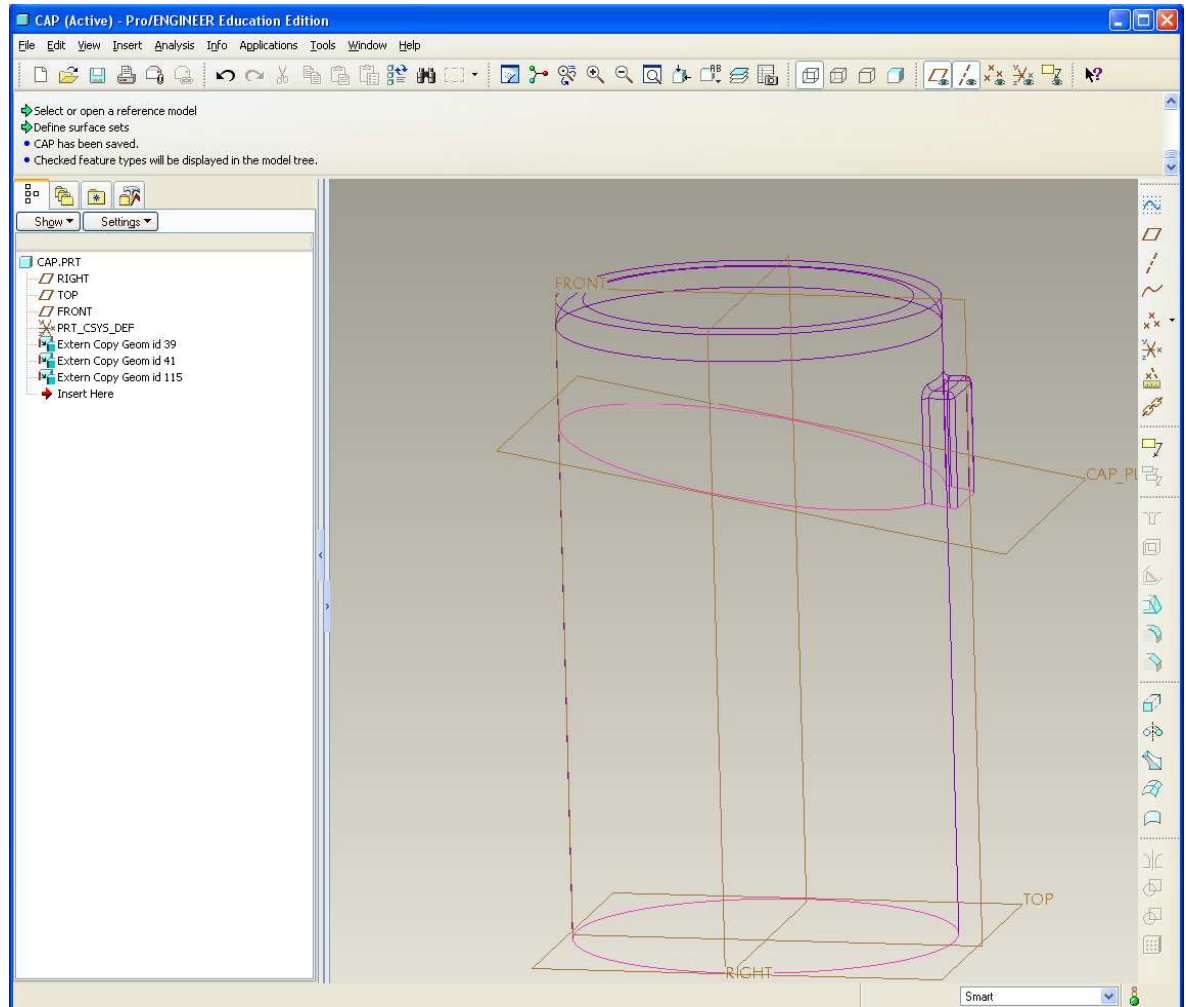 CAP (Active) - Pro/ENGINEER Education Edition
File Edit View Insert Analysis Info Applications Tools Window Help
Select or open a reference model
Define surface sets
• CAP has been saved.
• Checked feature types will be displayed in the model tree.
Show Settings
CAP.PRT
RIGHT
TOP
FRONT
PRT_CSYS_DEF
Extern Copy Geom id 39
Extern Copy Geom id 41
Extern Copy Geom id 115
Insert Here
FRONT
CAP_PL
TOP
RIGHT
Smart